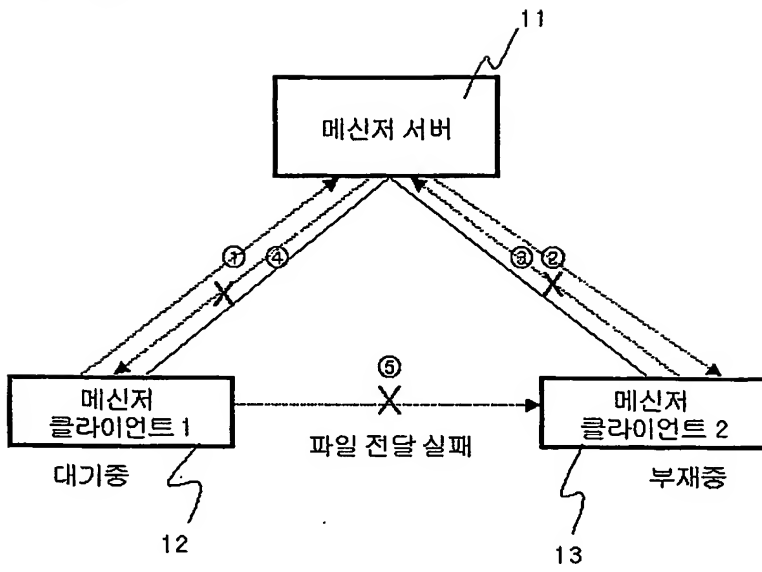 11
메신저 서버
① ④
③ ②
⑤
메신저
클라이언트 1
메신저
클라이언트 2
파일 전달 실패
대기중
부재중
12
13